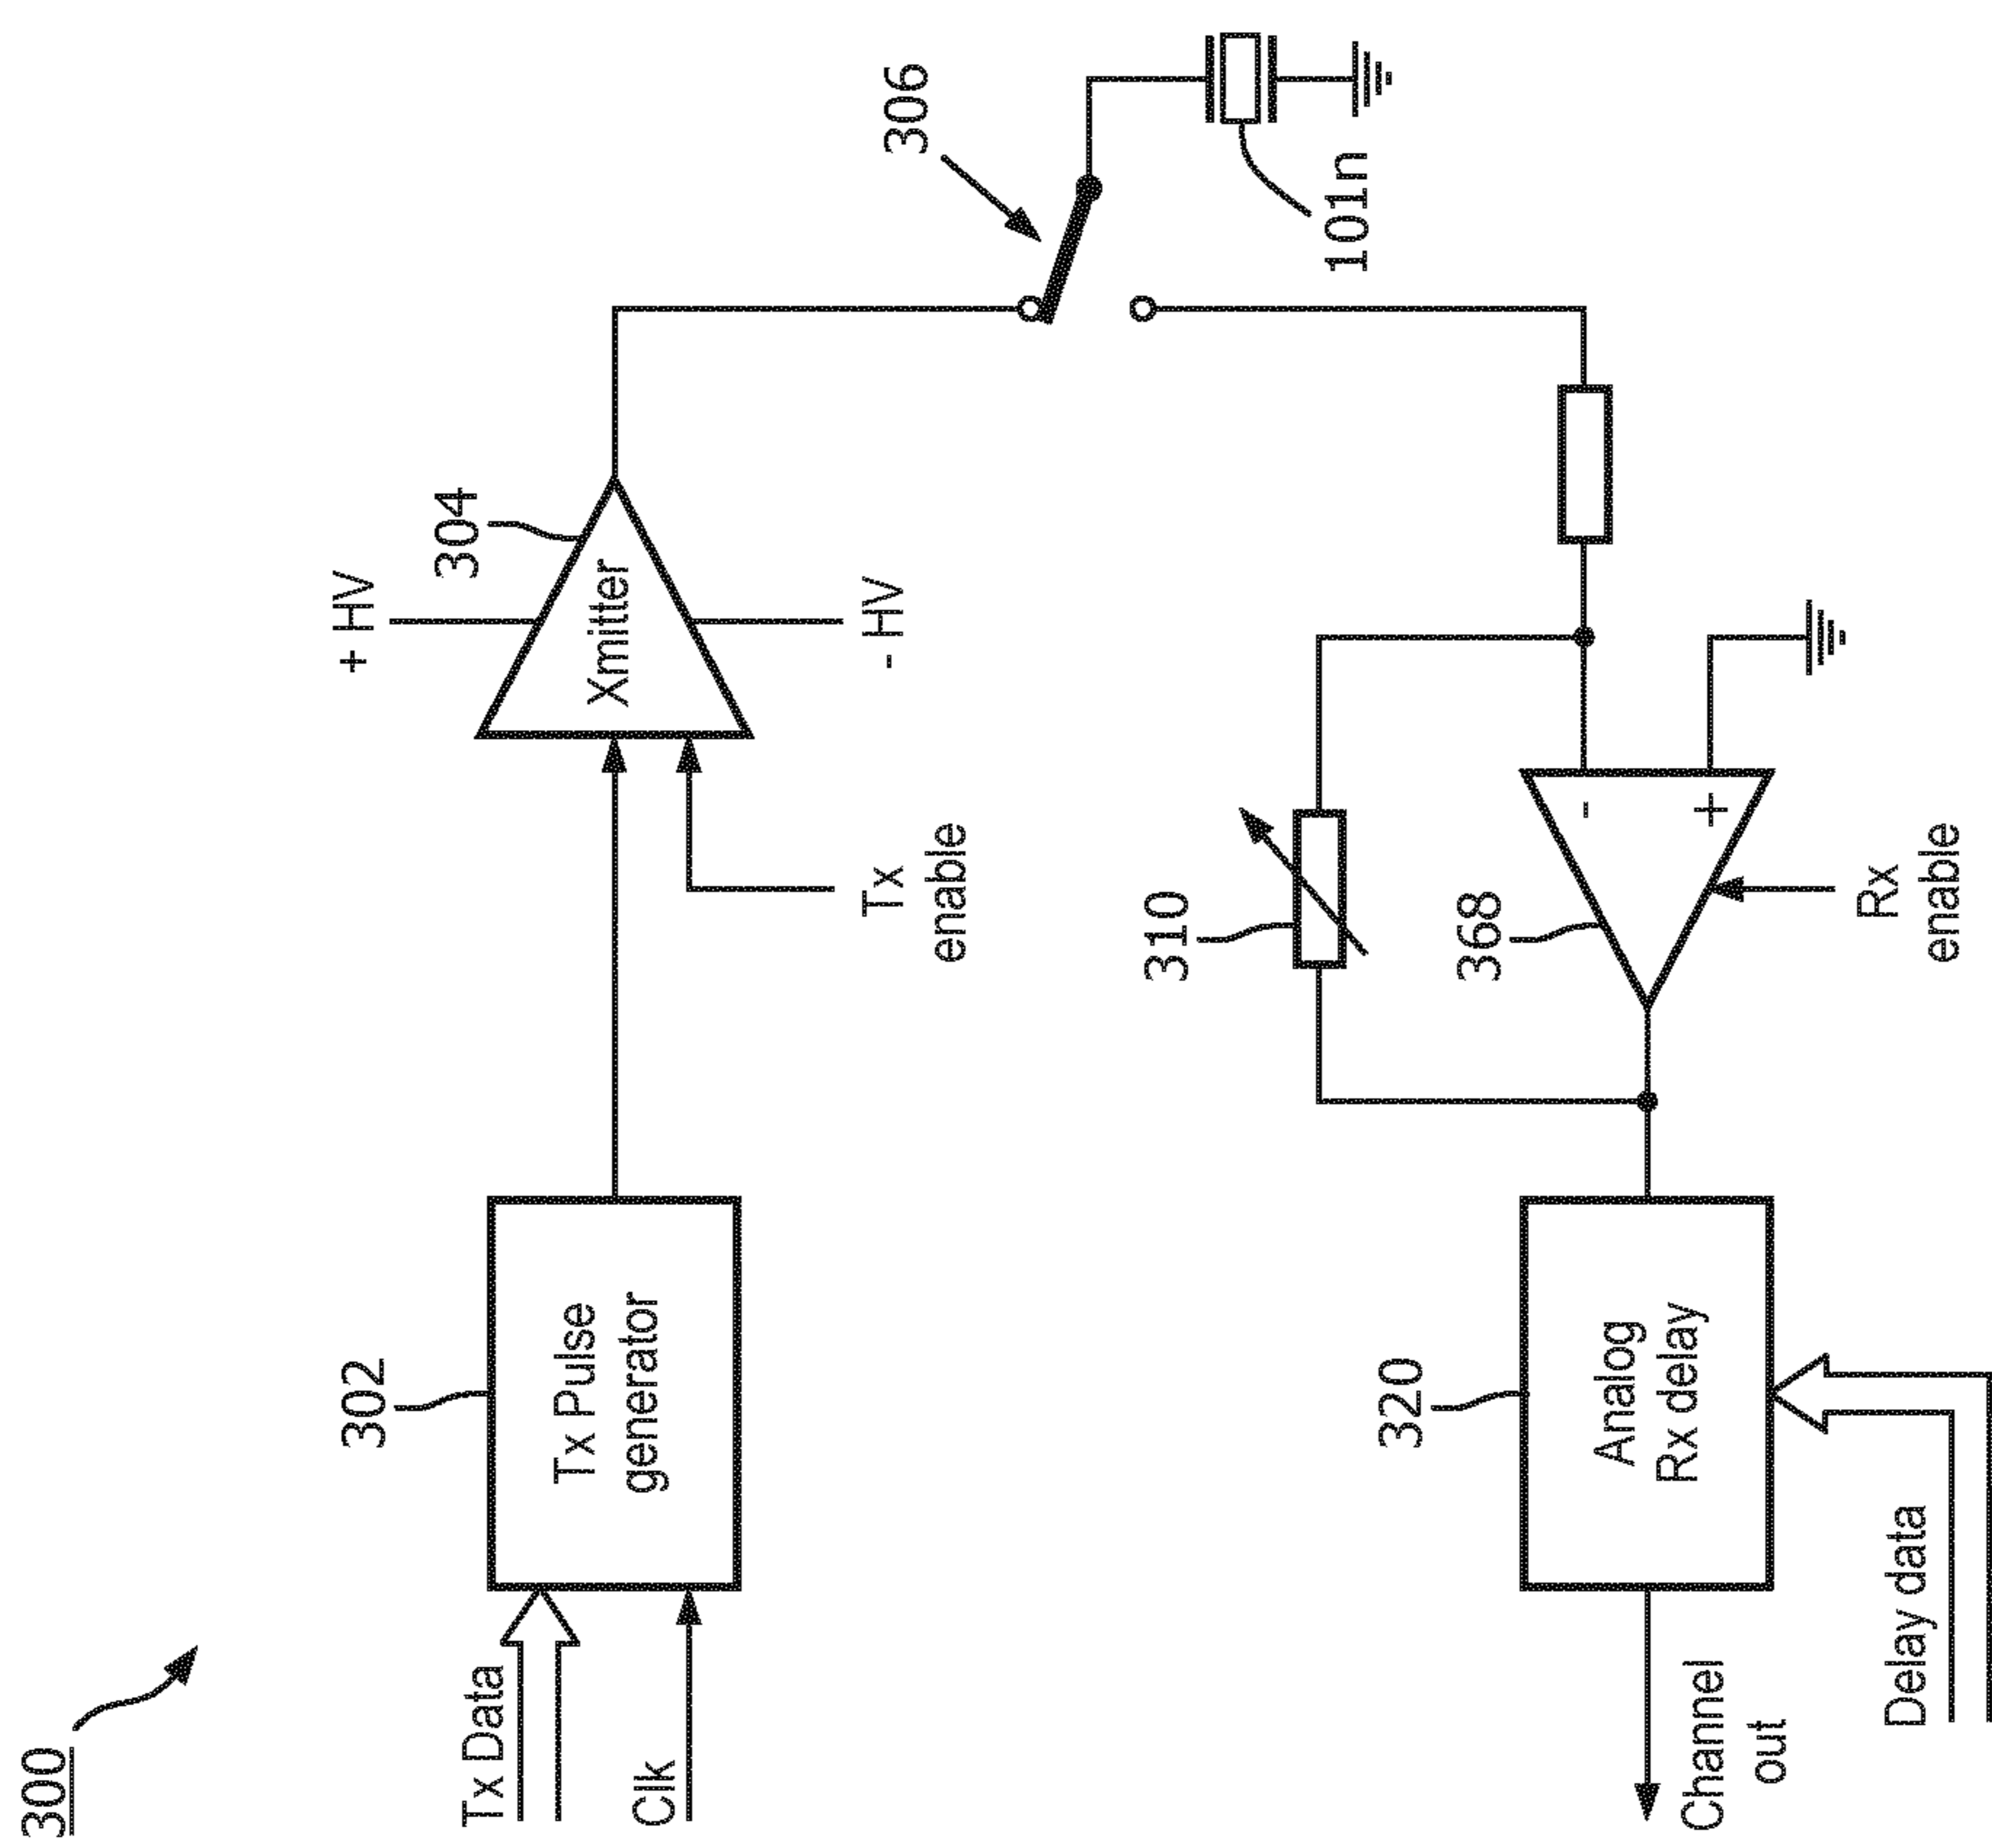 300
Tx Data
Clk
302
Tx Pulse
generator
Tx
enable
+ HV
304
Xmitter
- HV
306
101n
310
368
-
+
Rx
enable
320
Analog
Rx delay
Channel
out
Delay data